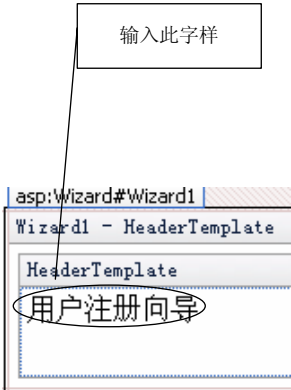 输入此字样
asp:Wizard#Wizard1
Wizard1 - HeaderTemplate
HeaderTemplate
用户注册向导